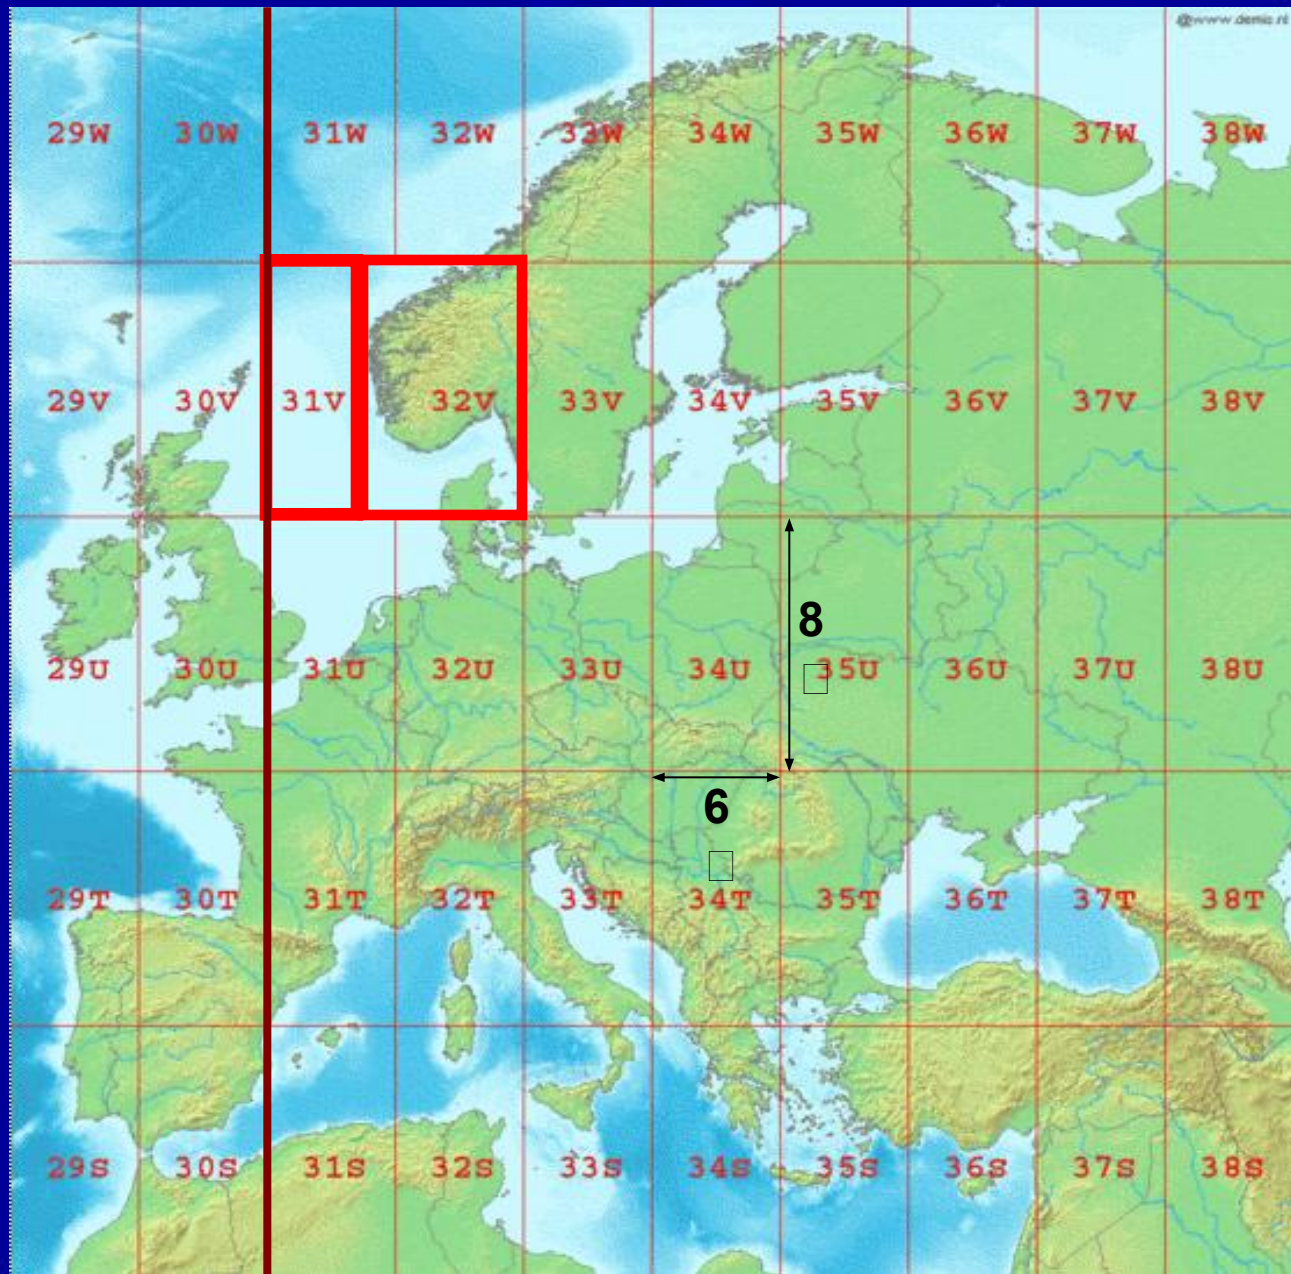 @www.demis.nl
29W 30W 31W 32W 33W 34W 35W 36W 37W 38W
29V 30V 31V 32V 33V 34V 35V 36V 37V 38V
8
29U 30U 31U 32U 33U 34U 35U 36U 37U 38U
6
29T 30T 31T 32T 33T 34T 35T 36T 37T 38T
29S 30S 31S 32S 33S 34S 35S 36S 37S 38S